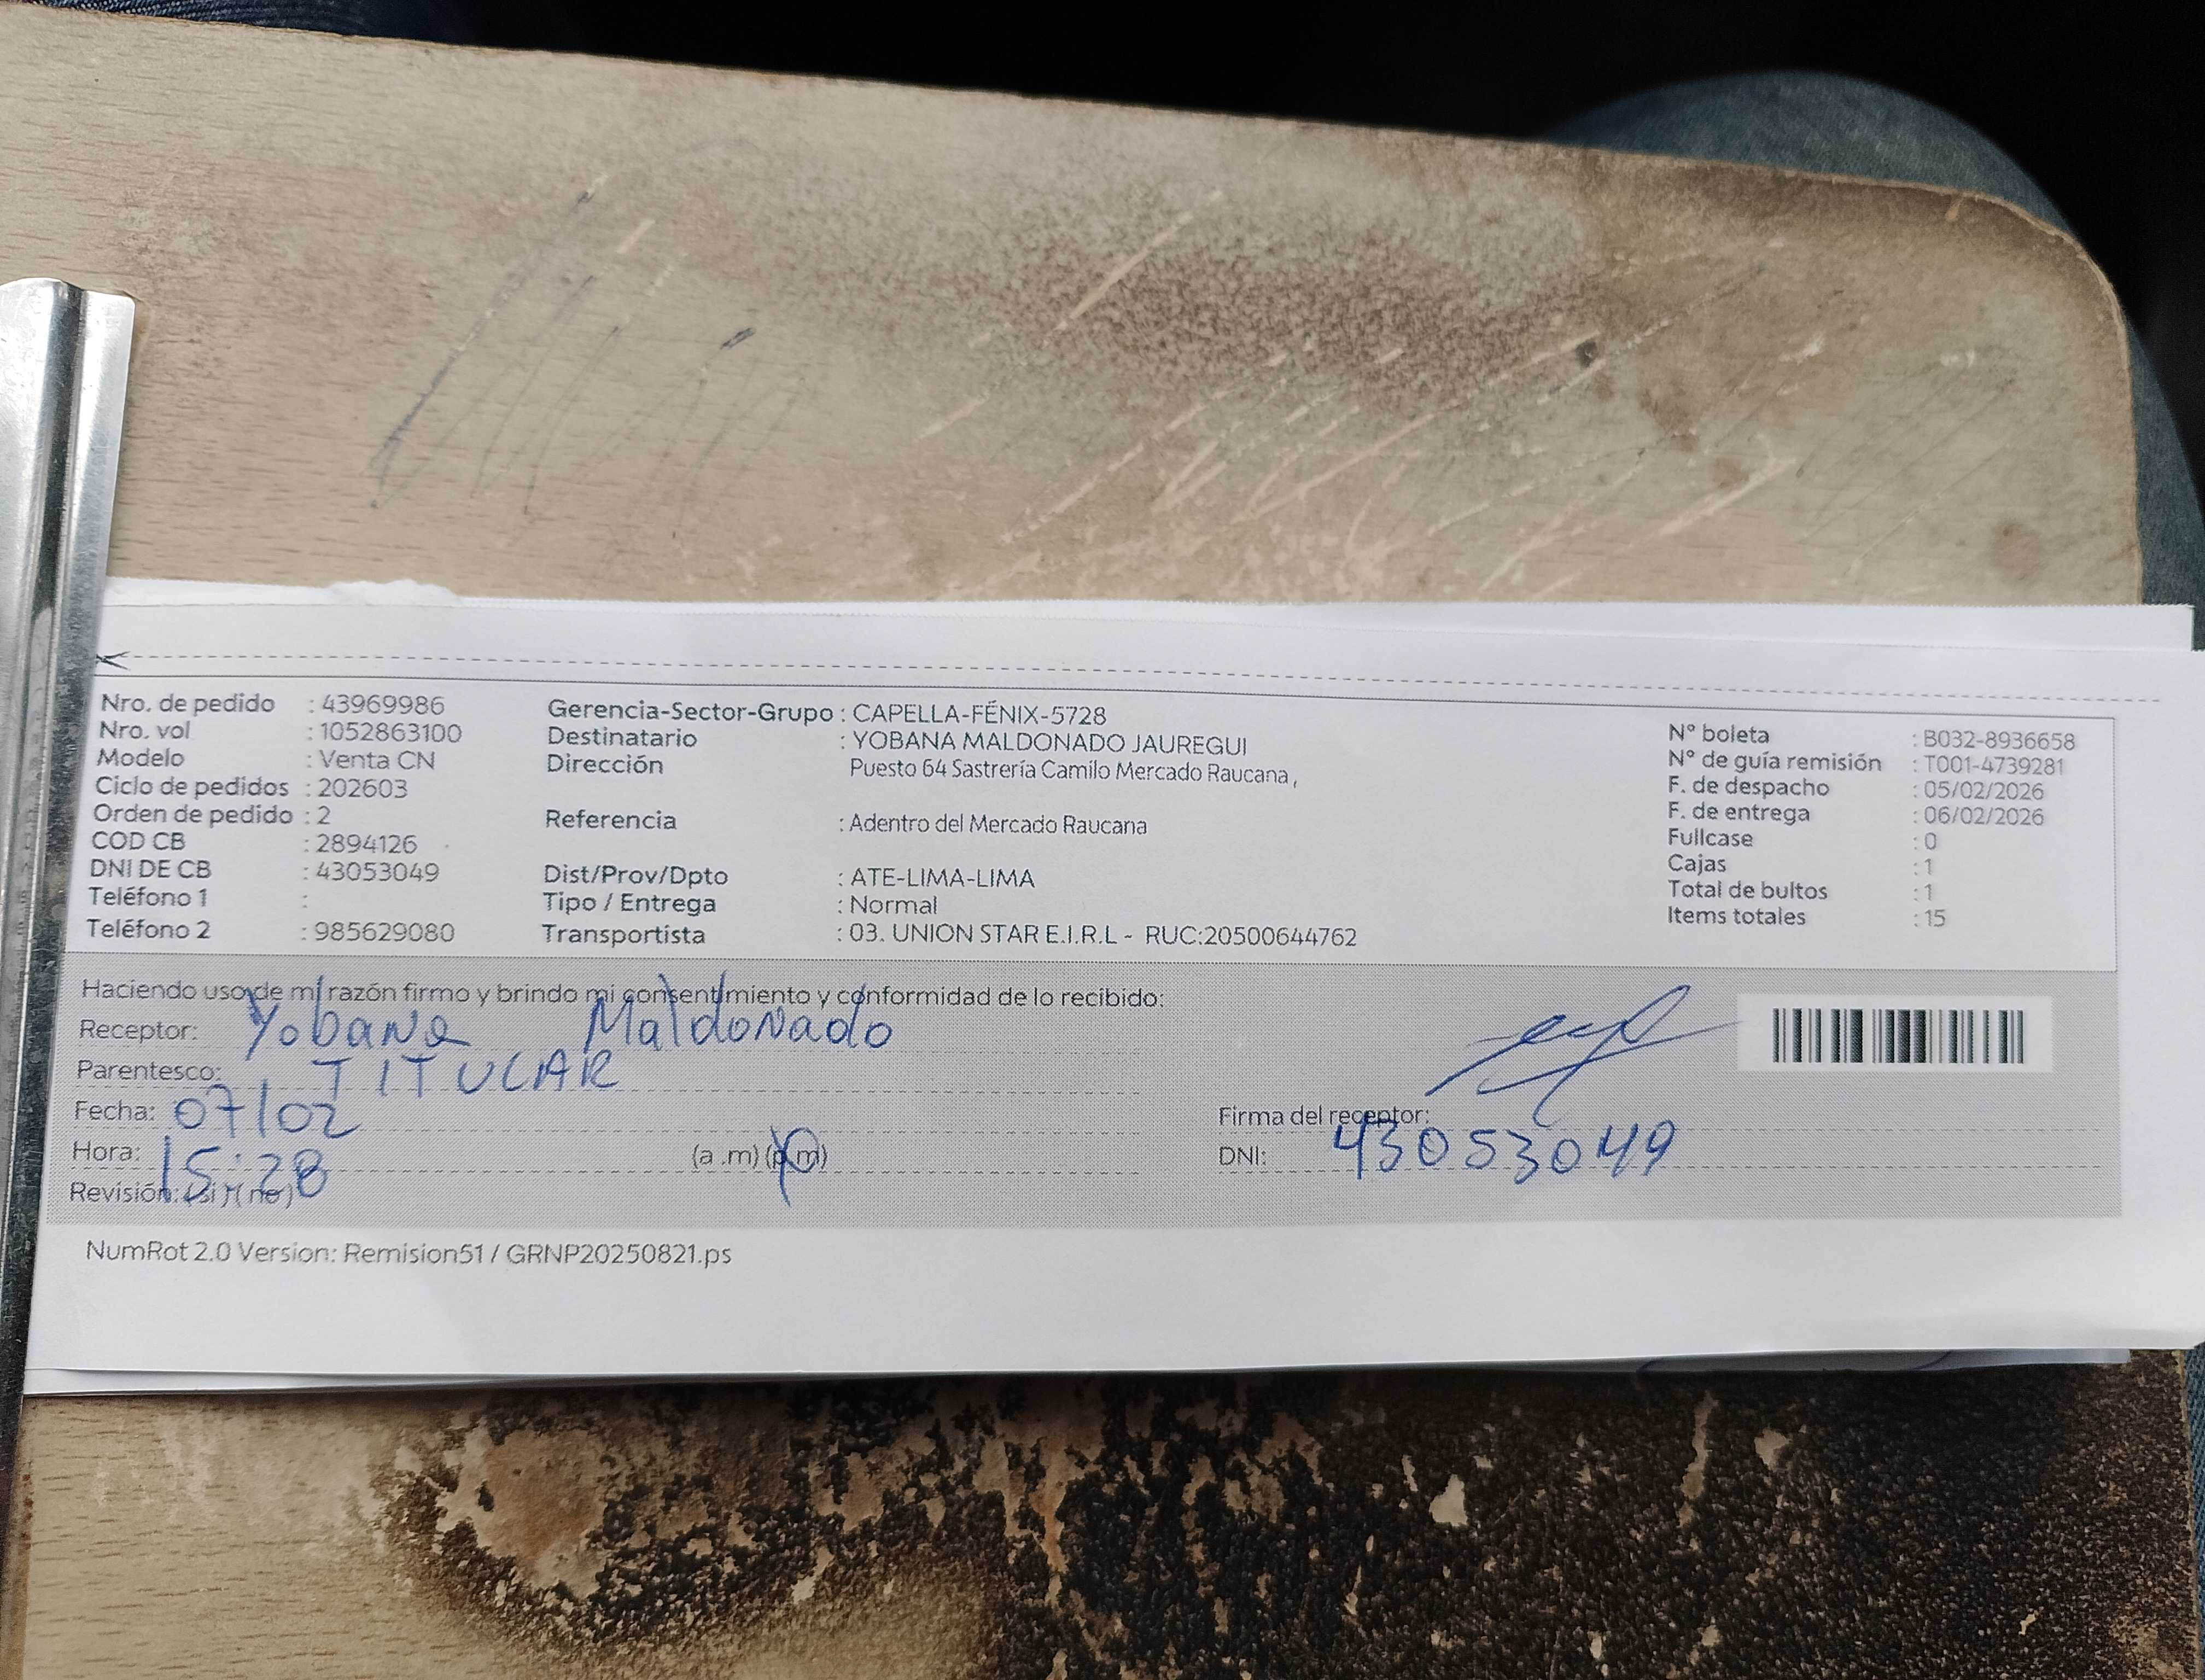 Nro. de pedido : 43969986
Nro. vol : 1052863100
Modelo : Venta CN
Ciclo de pedidos : 202603
Orden de pedido : 2
COD CB : 2894126
DNI DE CB : 43053049
Teléfono 1 :
Teléfono 2 : 985629080
Gerencia-Sector-Grupo : CAPELLA-FÉNIX-5728
Destinatario : YOBANA MALDONADO JAUREGUI
Dirección Puesto 64 Sastrería Camilo Mercado Raucana ,
Referencia : Adentro del Mercado Raucana
Dist/Prov/Dpto : ATE-LIMA-LIMA
Tipo / Entrega : Normal
Transportista : 03. UNION STAR E.I.R.L - RUC:20500644762
N° boleta : B032-8936658
N° de guía remisión : T001-4739281
F. de despacho : 05/02/2026
F. de entrega : 06/02/2026
Fullcase : 0
Cajas : 1
Total de bultos : 1
Items totales : 15
Haciendo uso de mi razón firmo y brindo mi consentimiento y conformidad de lo recibido:
Receptor: Yobana Maldonado
Parentesco: TITULAR
Fecha: 07/02
Hora: 15:28 (a .m) (p.m)
Revisión: ( si ) ( no )
Firma del receptor:
DNI: 43053049
NumRot 2.0 Version: Remision51 / GRNP20250821.ps